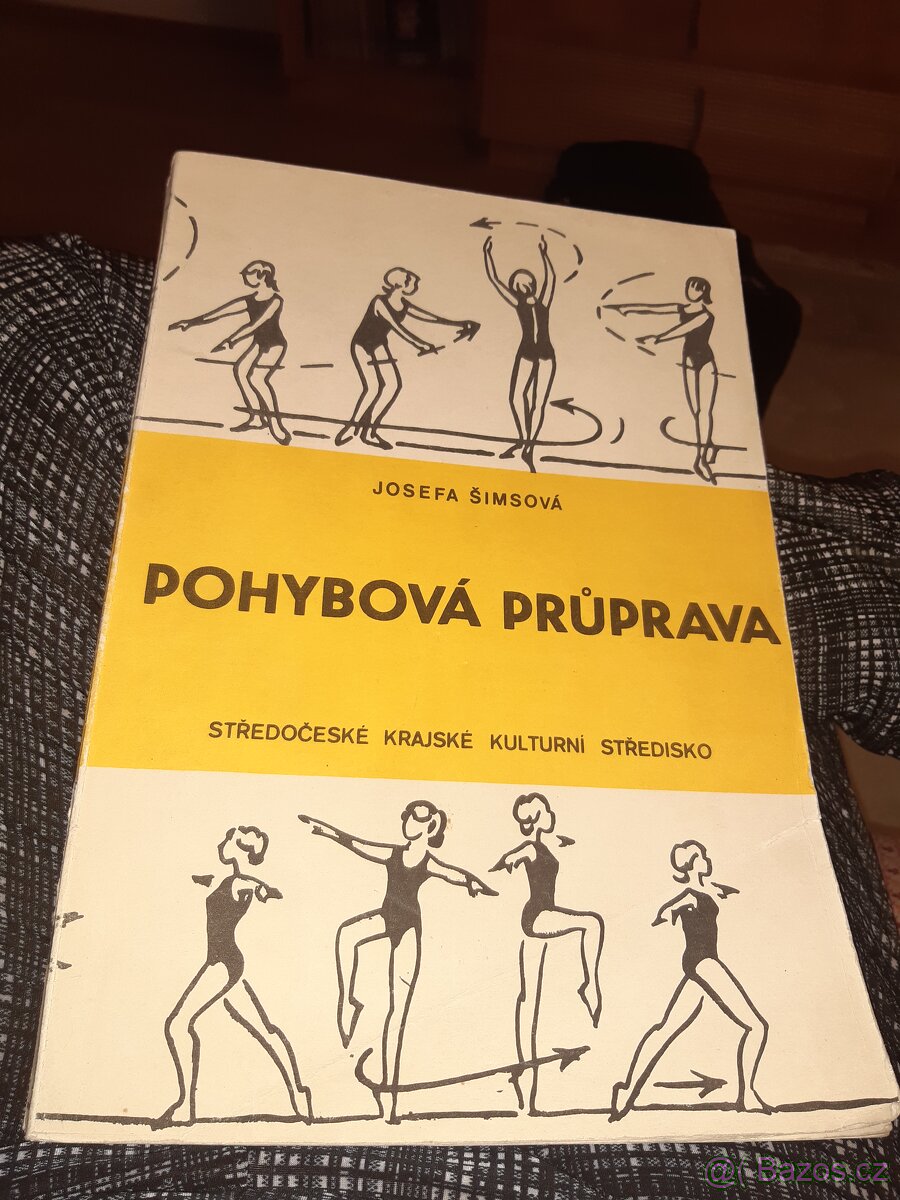 JOSEFA ŠIMSOVÁ
POHYBOVÁ PRŮPRAVA
STŘEDOČESKÉ KRAJSKÉ KULTURNÍ STŘEDISKO
@ Bazos.cz